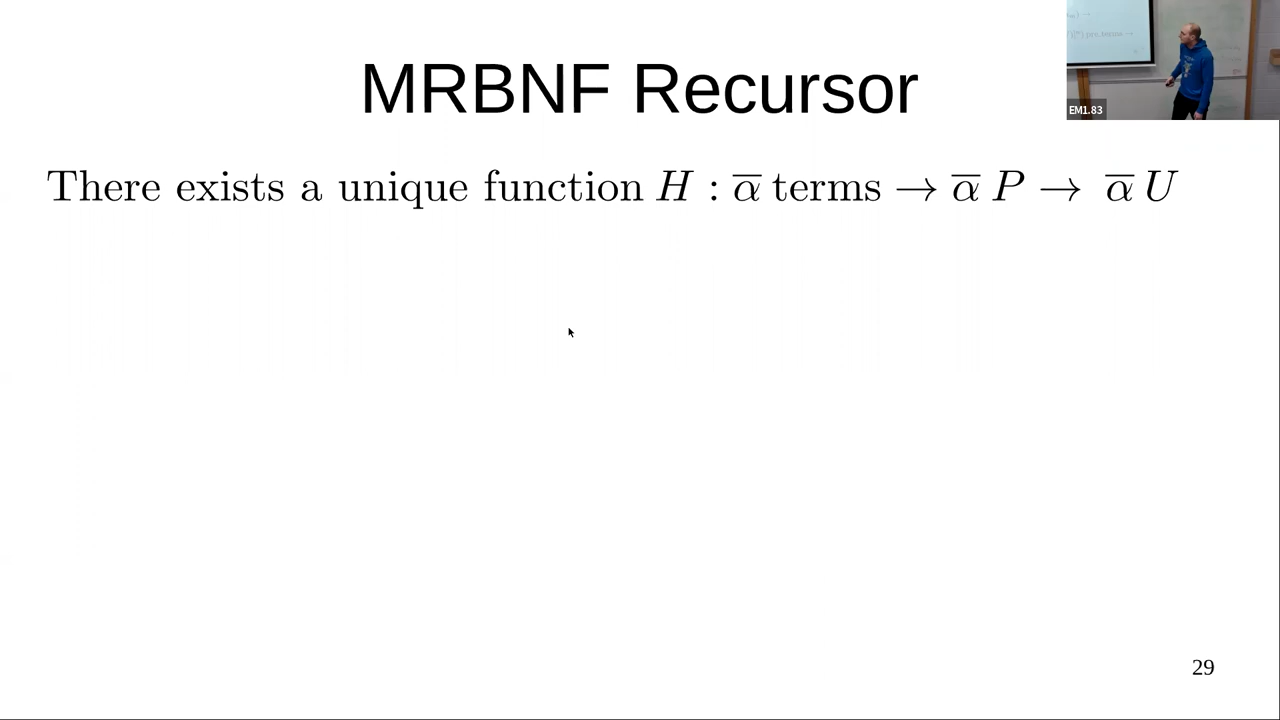 MRBNF Recursor
EM1.83
There exists a unique function H : α̅ terms → α̅ P → α̅ U
29